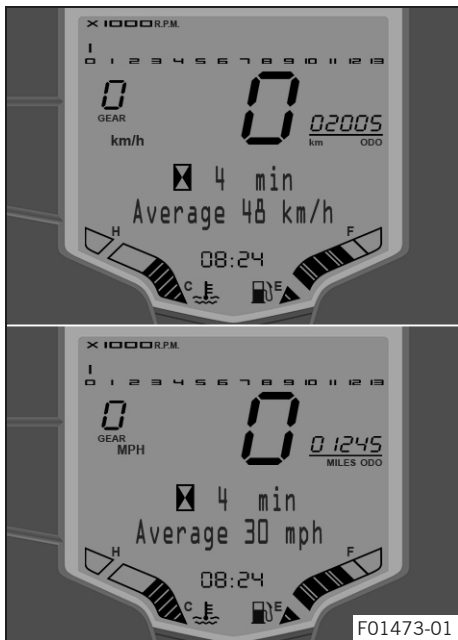 X 1000 R.P.M.
0 1 2 3 4 5 6 7 8 9 10 11 12 13
0 0
GEAR
02005
km/h
km ODO
4 min
Average 48 km/h
H F
08:24
C E
X 1000 R.P.M.
0 1 2 3 4 5 6 7 8 9 10 11 12 13
0 0
GEAR
01245
MPH
MILES ODO
4 min
Average 30 mph
H F
08:24
C E
F01473-01